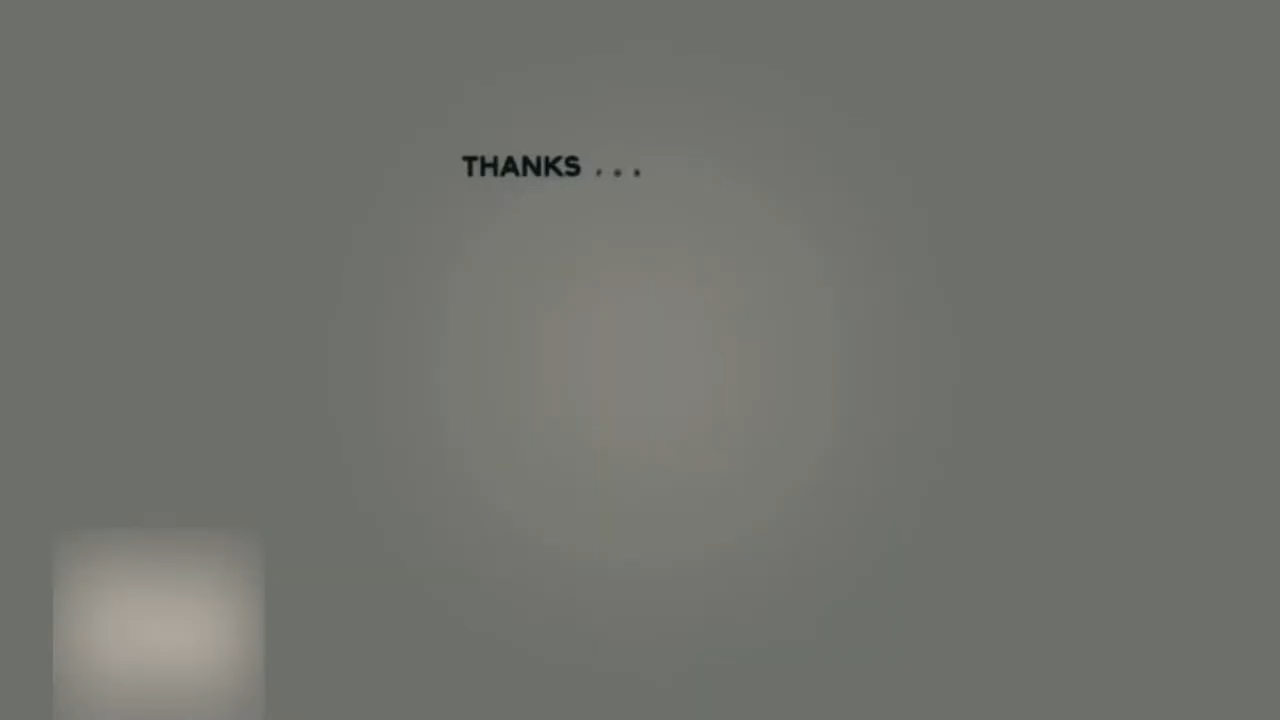 THANKS . . .